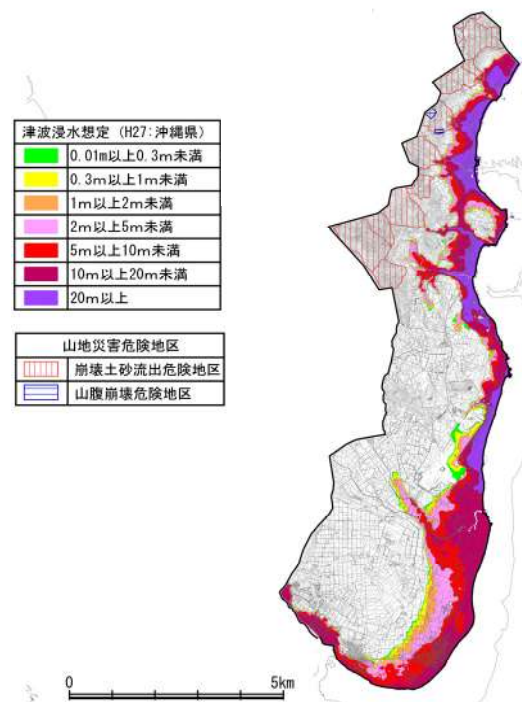 津波浸水想定（H27：沖縄県）
0.01m以上0.3m未満
0.3m以上1m未満
1m以上2m未満
2m以上5m未満
5m以上10m未満
10m以上20m未満
20m以上
山地災害危険地区
崩壊土砂流出危険地区
山腹崩壊危険地区
0 5km